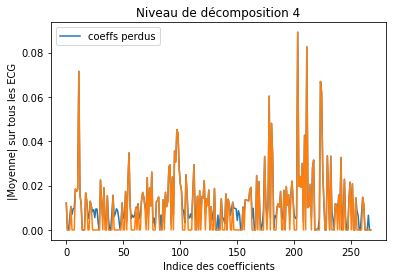 Niveau de décomposition 4
coeffs perdus
|Moyenne| sur tous les ECG
0.08
0.06
0.04
0.02
0.00
0 50 100 150 200 250
Indice des coefficients